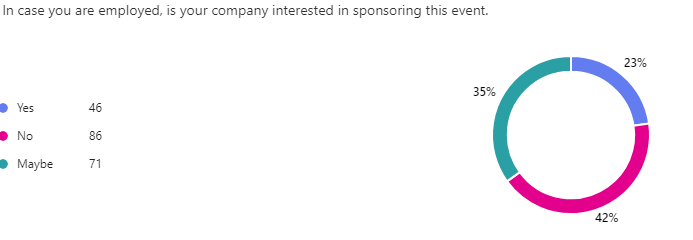 In case you are employed, is your company interested in sponsoring this event.
23%
35%
Yes 46
No 86
Maybe 71
42%